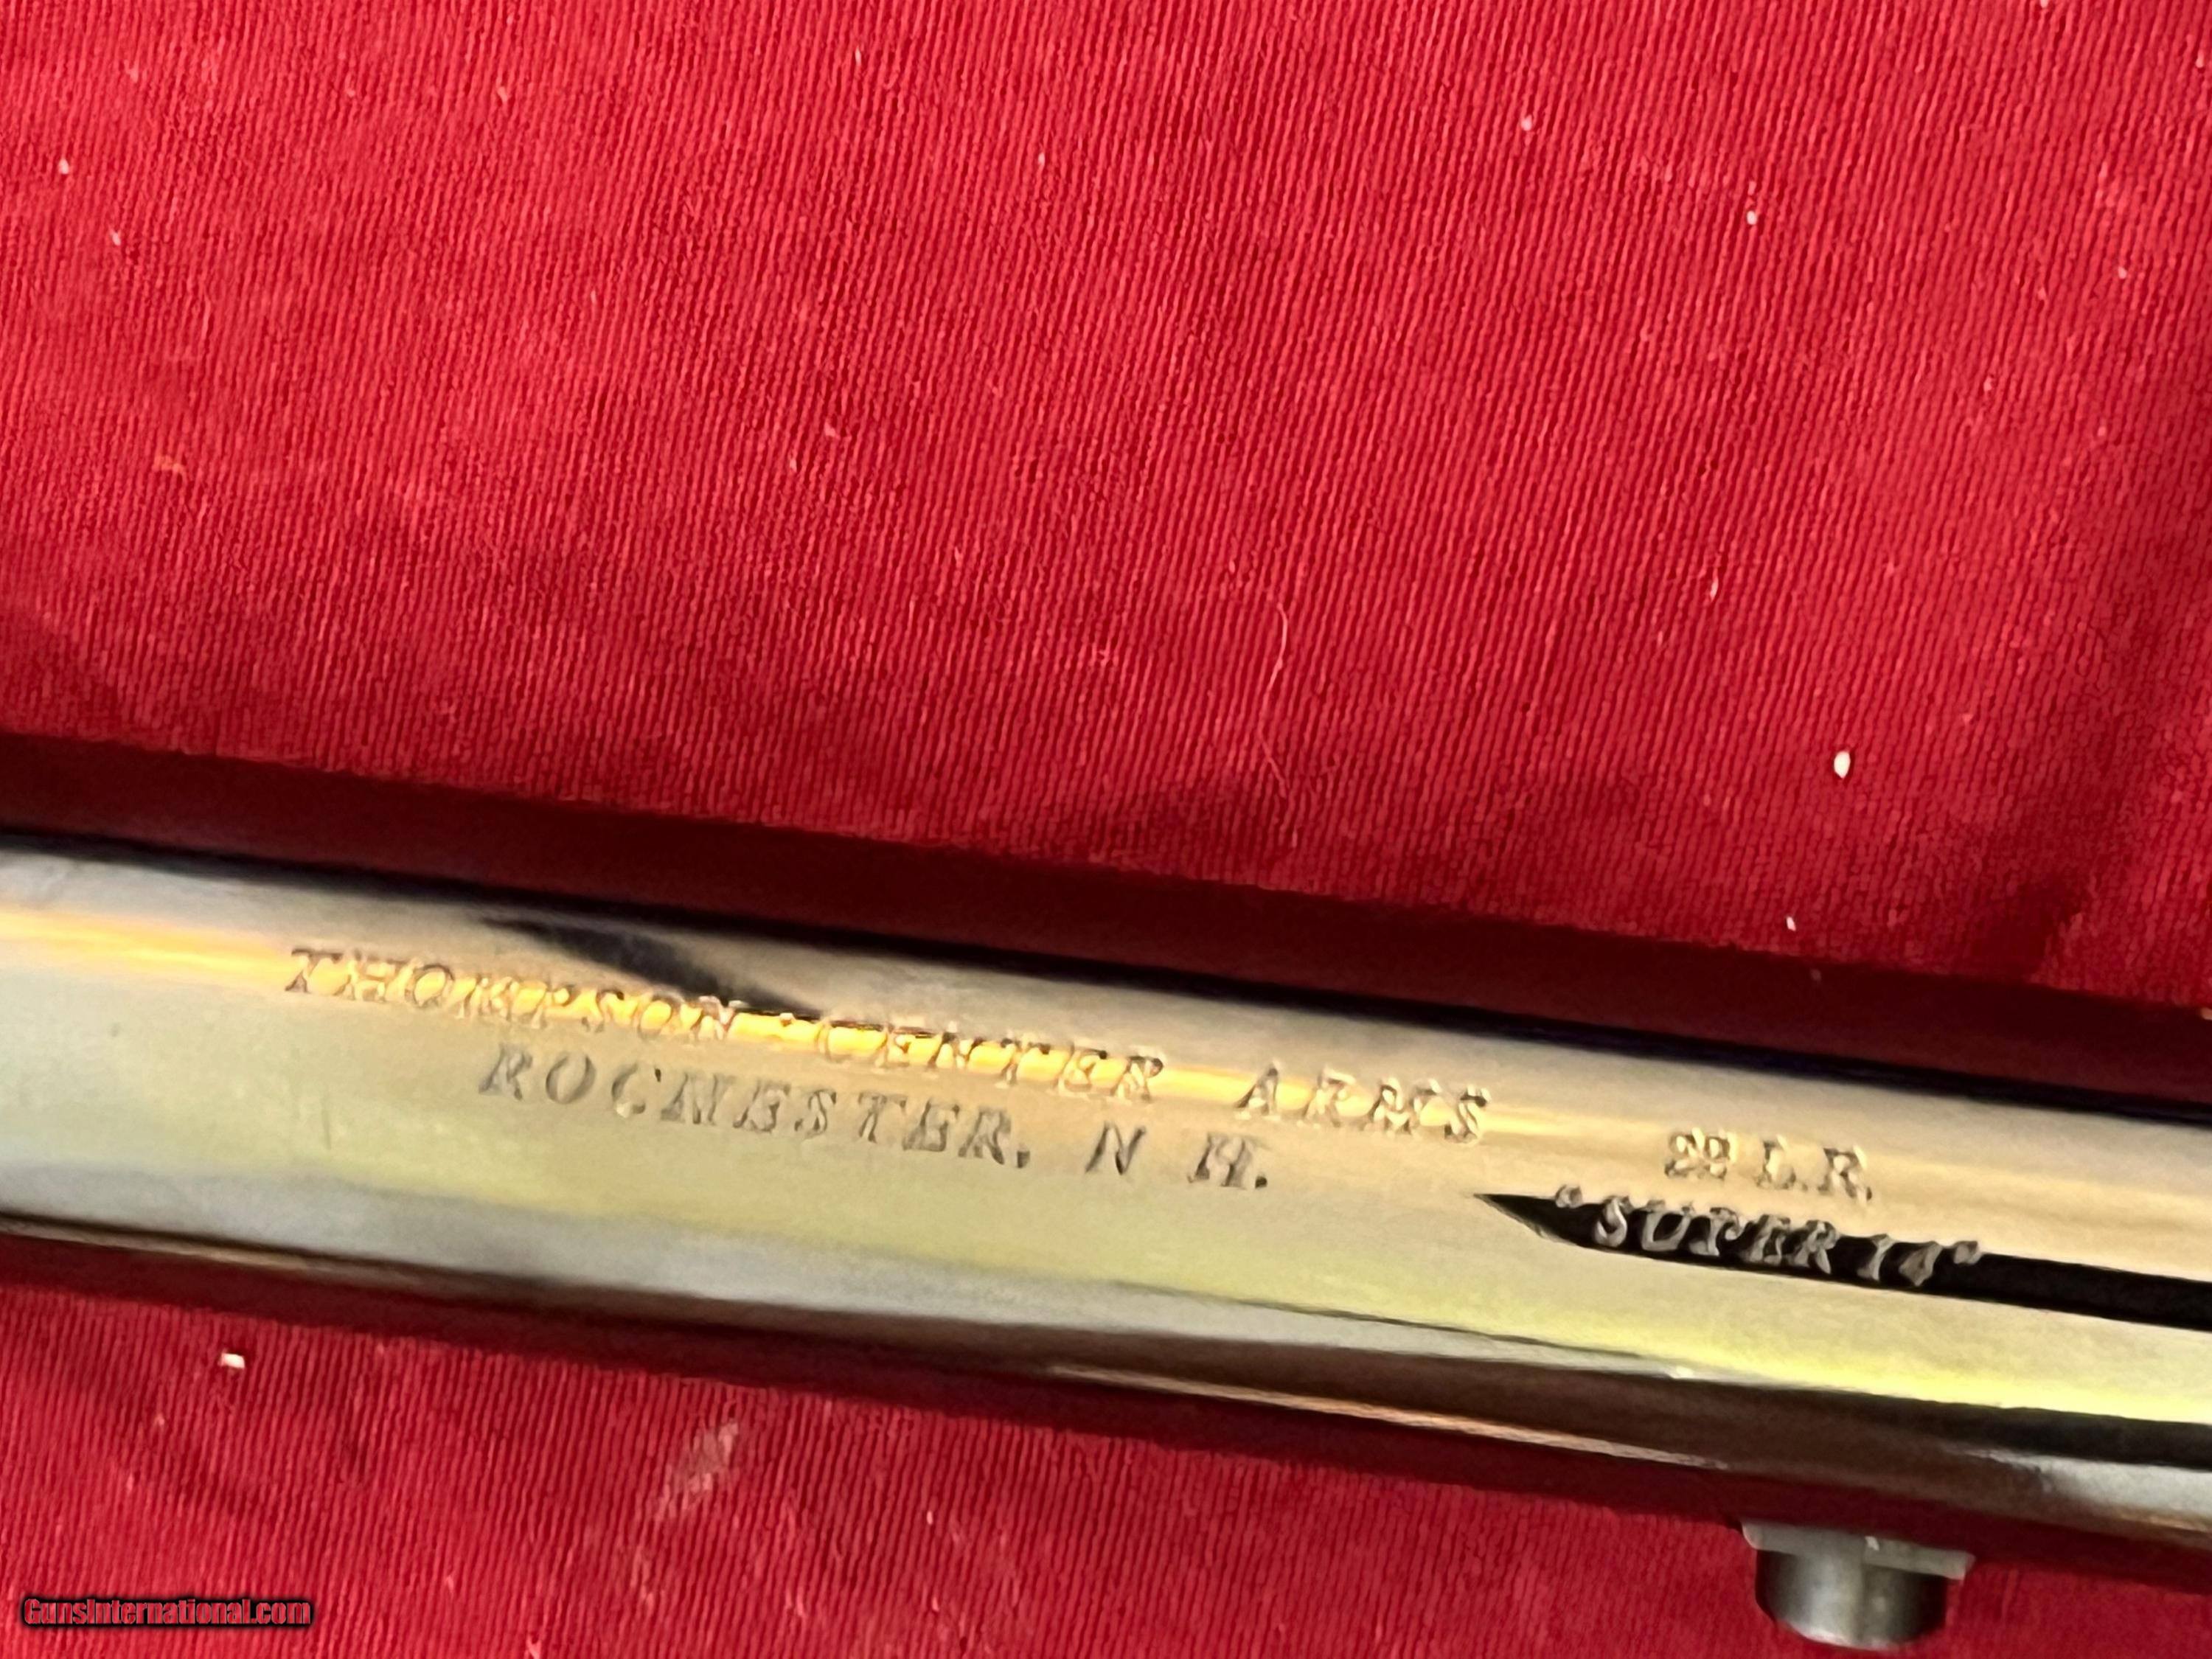 THOMPSON · CENTER ARMS
ROCHESTER, N H.
22 L.R.
"SUPER 14"
GunsInternational.com